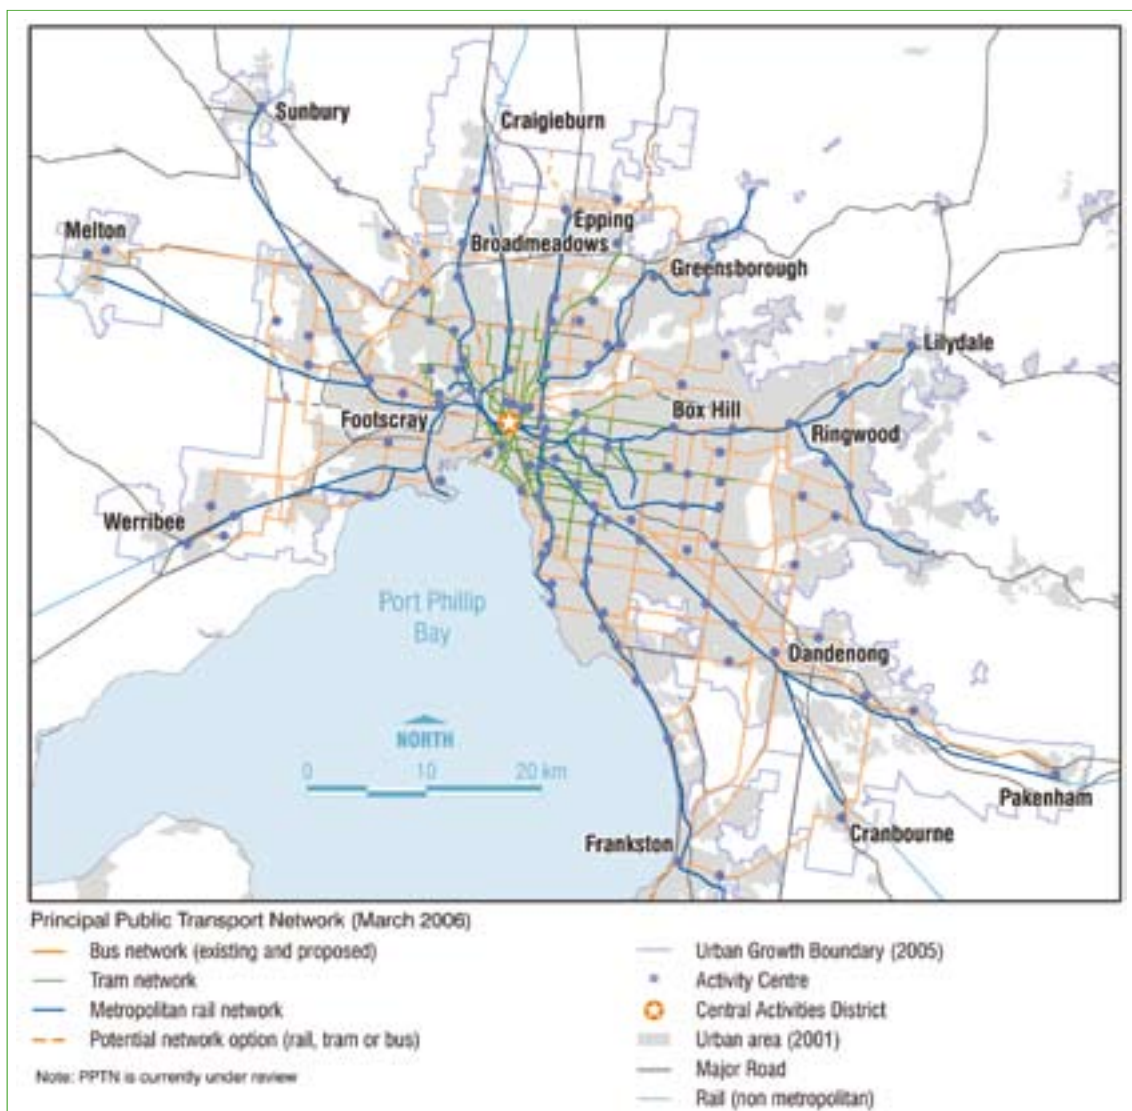 Sunbury
Craigieburn
Melton
Epping
Broadmeadows
Greensborough
Lilydale
Box Hill
Footscray
Ringwood
Werribee
Port Phillip
Bay
Dandenong
NORTH
0 10 20 km
Pakenham
Cranbourne
Frankston
Principal Public Transport Network (March 2006)
Bus network (existing and proposed)
Tram network
Metropolitan rail network
Potential network option (rail, tram or bus)
Note: PPTN is currently under review
Urban Growth Boundary (2005)
Activity Centre
Central Activities District
Urban area (2001)
Major Road
Rail (non metropolitan)